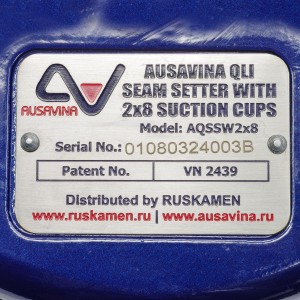 AUSAVINA
AUSAVINA QLI
SEAM SETTER WITH
2x8 SUCTION CUPS
Model: AQSSW2x8
Serial No.: 01080324003B
Patent No. VN 2439
Distributed by RUSKAMEN
www.ruskamen.ru | www.ausavina.ru